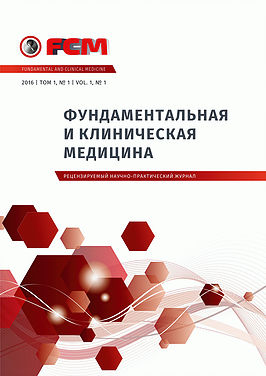 FCM
FUNDAMENTAL AND CLINICAL MEDICINE
2016 | ТОМ 1, № 1 | VOL. 1, № 1
ФУНДАМЕНТАЛЬНАЯ
И КЛИНИЧЕСКАЯ
МЕДИЦИНА
РЕЦЕНЗИРУЕМЫЙ НАУЧНО-ПРАКТИЧЕСКИЙ ЖУРНАЛ